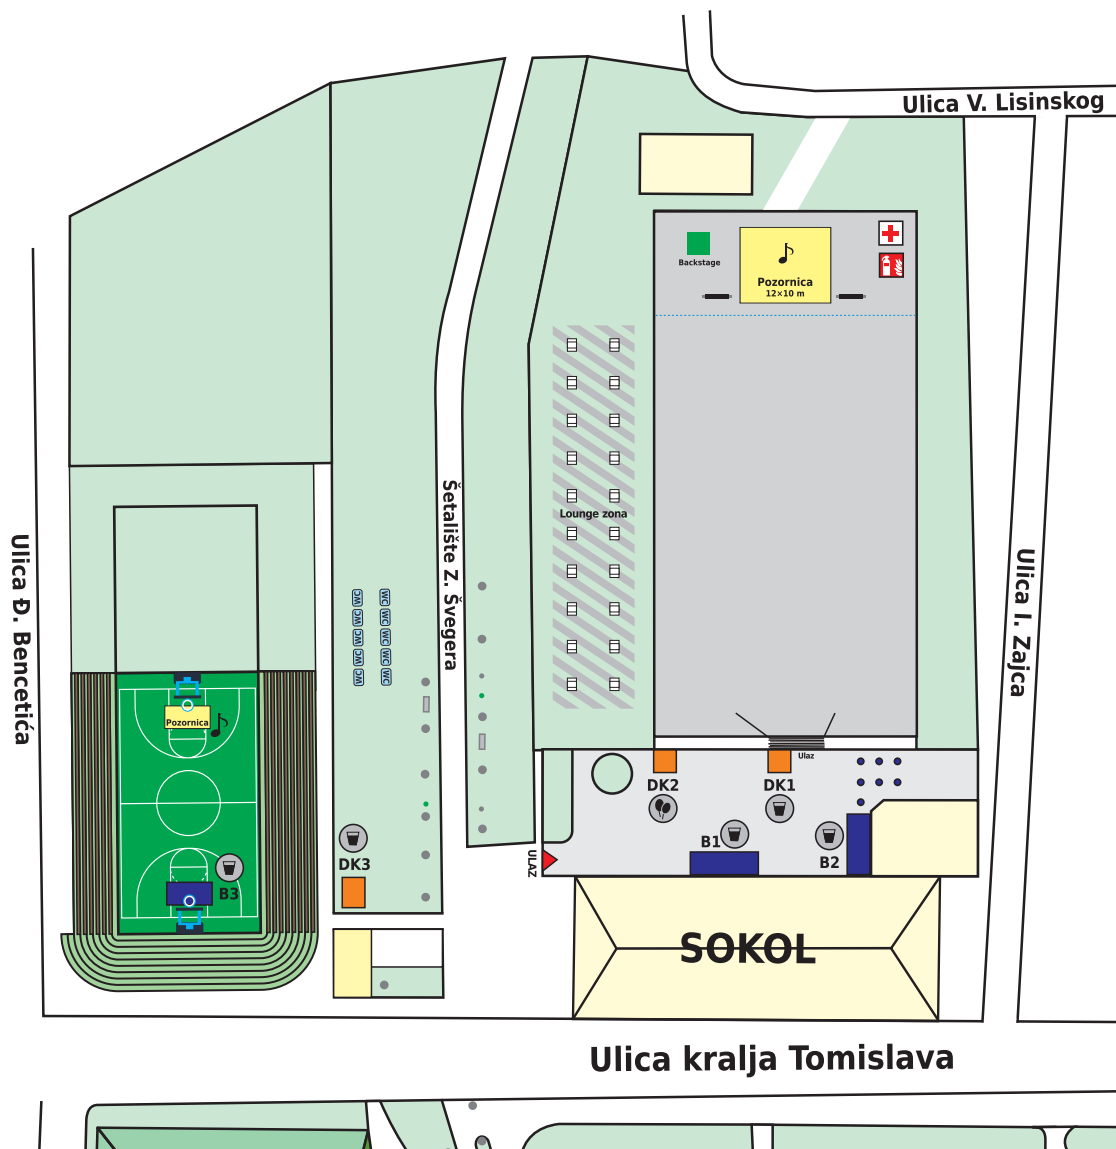 Ulica V. Lisinskog
Backstage
Pozornica
12×10 m
Lounge zona
Šetalište Z. Švegera
Ulica Đ. Bencetića
Ulica I. Zajca
WC WC
WC WC
WC WC
WC WC
WC WC
Pozornica
Ulaz
DK2
DK1
B1
B2
ULAZ
DK3
B3
SOKOL
Ulica kralja Tomislava